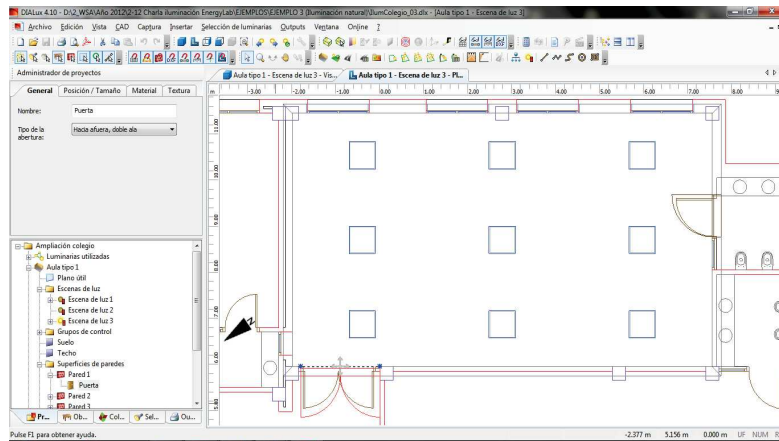 DIALux 4.10 - D:\2_WSA\Año 2012\2-12 Charla iluminación EnergyLab\EJEMPLOS\EJEMPLO 3 (Iluminación natural)\IlumColegio_03.dlx - [Aula tipo 1 - Escena de luz 3]
Archivo Edición Vista CAD Captura Insertar Selección de luminarias Outputs Ventana Online ?
Administrador de proyectos
Aula tipo 1 - Escena de luz 3 - Vis...
Aula tipo 1 - Escena de luz 3 - Pl...
General Posición / Tamaño Material Textura
m -3.00 -2.00 -1.00 0.00 1.00 2.00 3.00 4.00 5.00 6.00 7.00 8.00
Nombre: Puerta
Tipo de la abertura: Hacia afuera, doble ala
11.00
10.00
9.00
8.00
7.00
6.00
5.00
N
Ampliación colegio
Luminarias utilizadas
Aula tipo 1
Plano útil
Escenas de luz
Escena de luz 1
Escena de luz 2
Escena de luz 3
Grupos de control
Suelo
Techo
Superficies de paredes
Pared 1
Puerta
Pared 2
Pared 3
Pr... Ob... Col... Sel... Ou...
Pulse F1 para obtener ayuda.
-2.377 m 5.156 m 0.000 m UF NUM